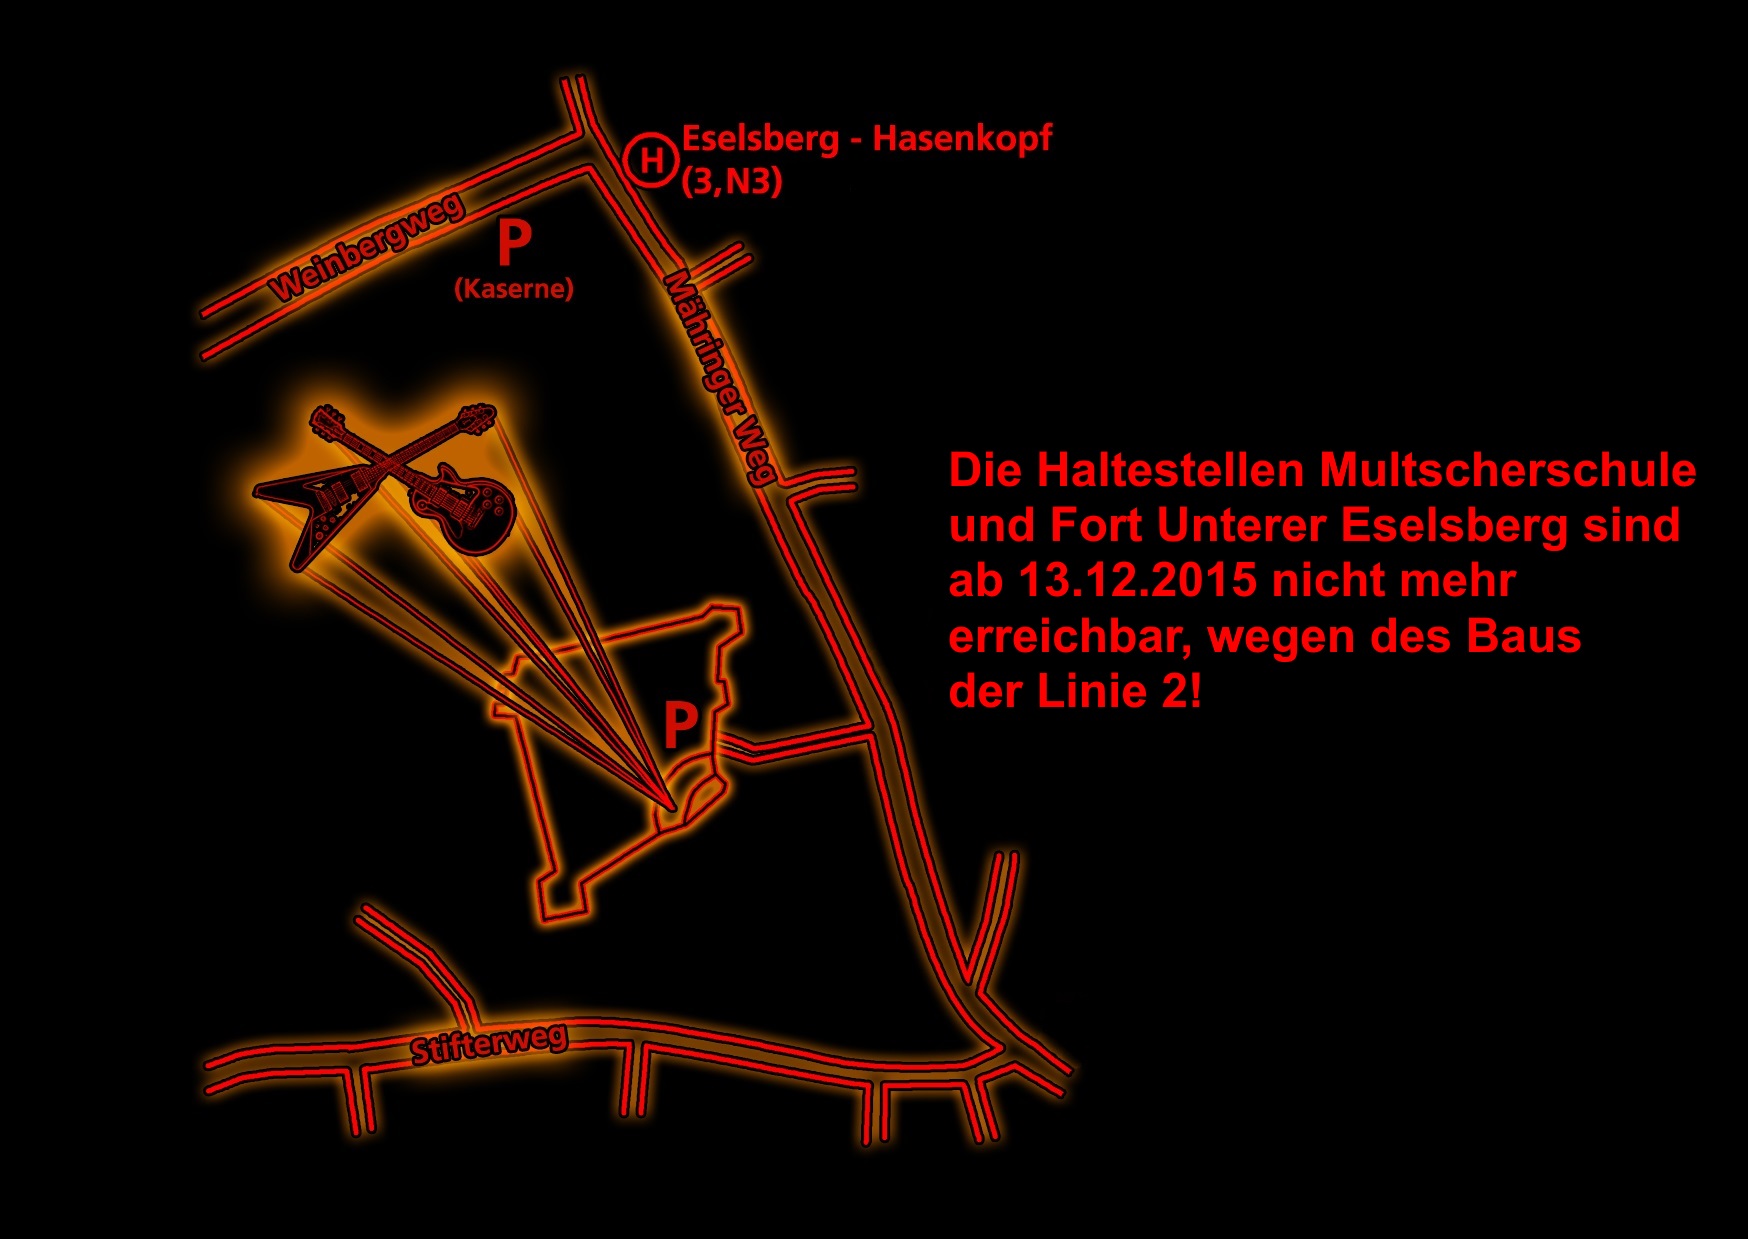 Eselsberg - Hasenkopf
H
(3,N3)
Weinbergweg
P
(Kaserne)
Mähringer Weg
Die Haltestellen Multscherschule
und Fort Unterer Eselsberg sind
ab 13.12.2015 nicht mehr
erreichbar, wegen des Baus
der Linie 2!
P
Stifterweg